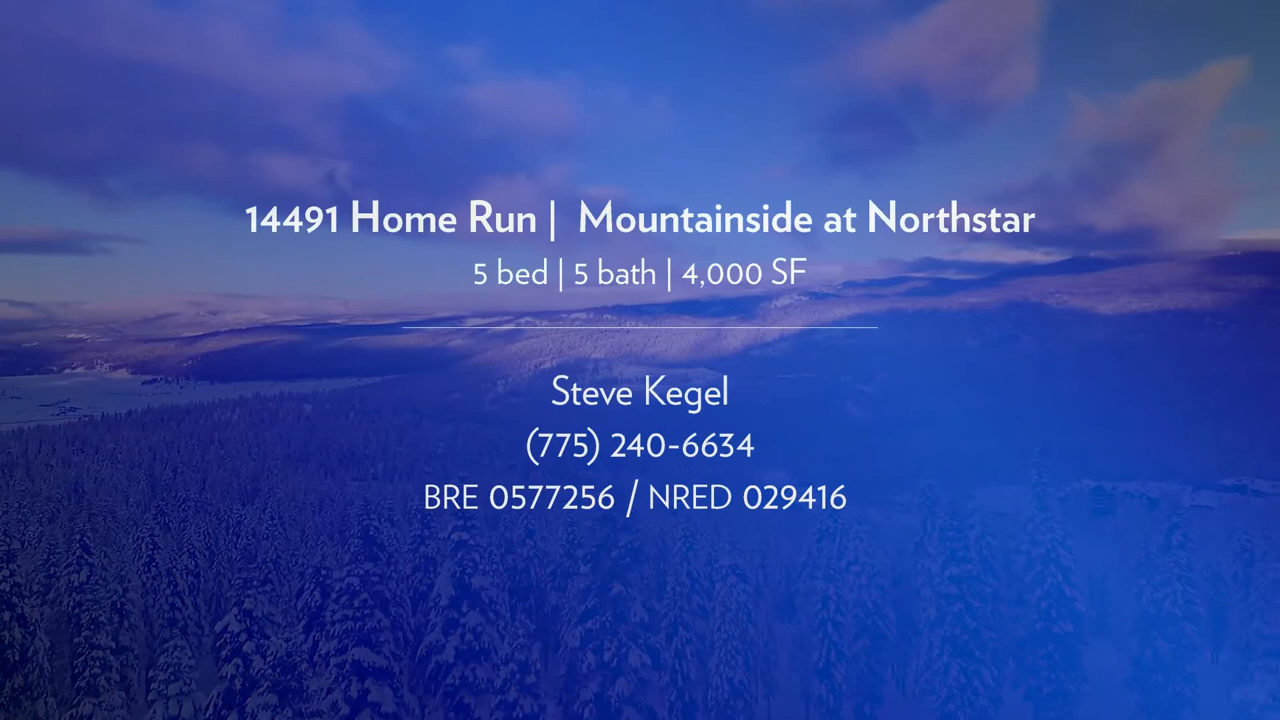 14491 Home Run | Mountainside at Northstar
5 bed | 5 bath | 4,000 SF
Steve Kegel
(775) 240-6634
BRE 0577256 / NRED 029416